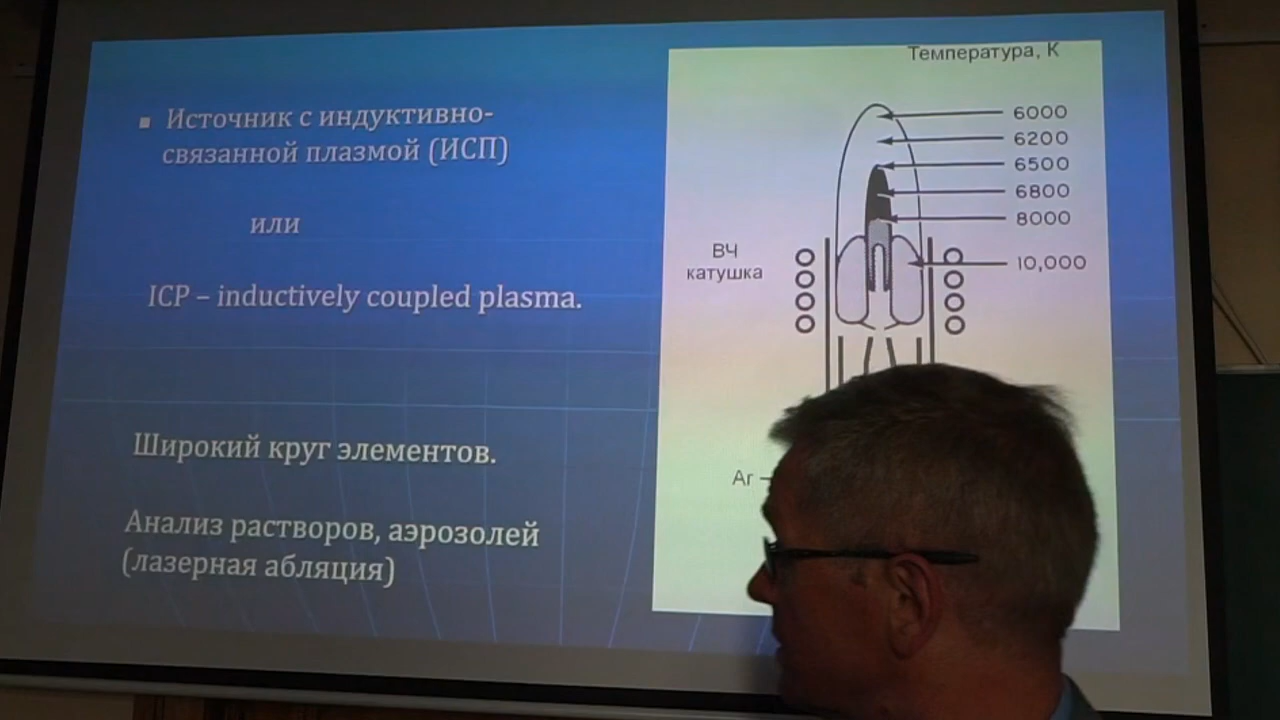 Источник с индуктивно-
связанной плазмой (ИСП)
или
ICP – inductively coupled plasma.
Широкий круг элементов.
Анализ растворов, аэрозолей
(лазерная абляция)
Температура, К
6000
6200
6500
6800
8000
10,000
ВЧ
катушка
Ar